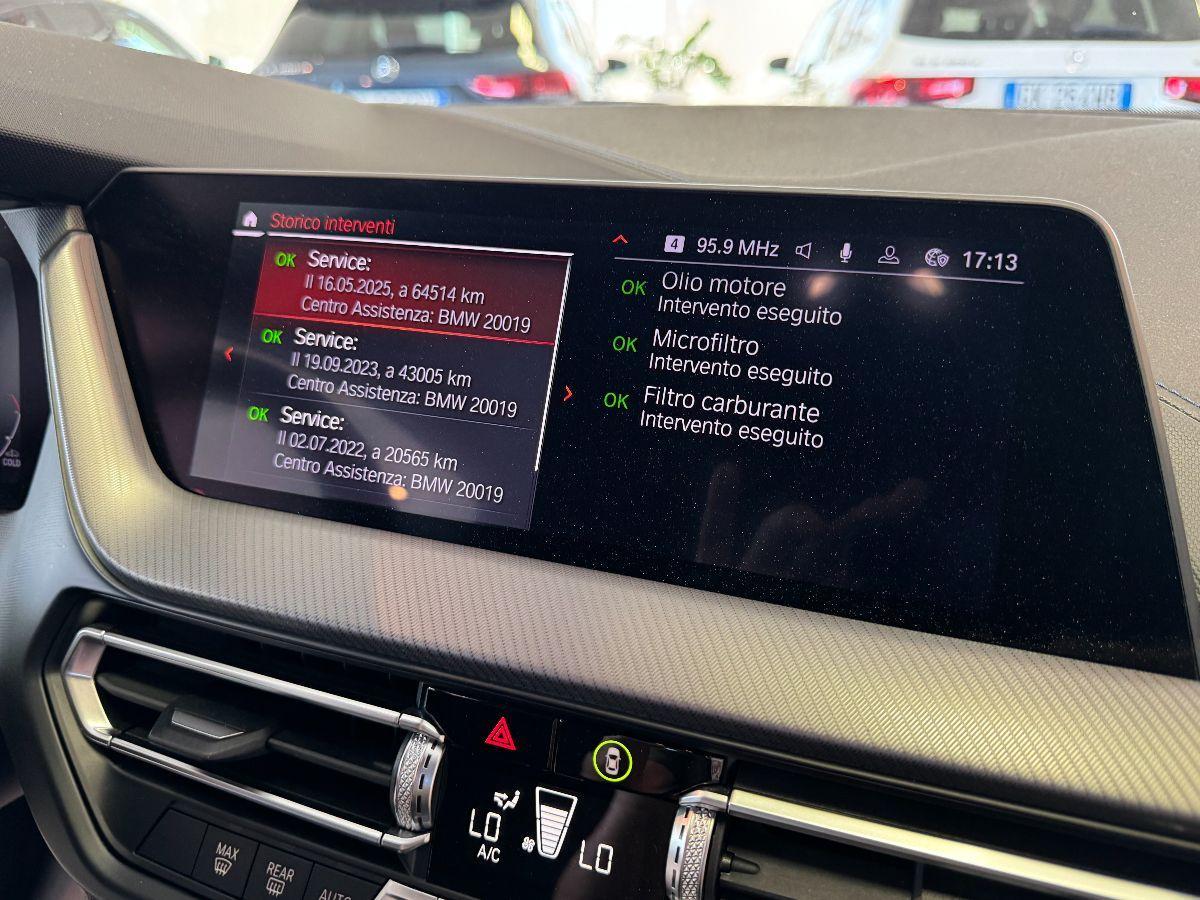 Storico interventi
OK Service:
Il 16.05.2025, a 64514 km
Centro Assistenza: BMW 20019
OK Service:
Il 19.09.2023, a 43005 km
Centro Assistenza: BMW 20019
OK Service:
Il 02.07.2022, a 20565 km
Centro Assistenza: BMW 20019
4 95.9 MHz 17:13
OK Olio motore
Intervento eseguito
OK Microfiltro
Intervento eseguito
OK Filtro carburante
Intervento eseguito
COLD
LO
A/C
LO
MAX
REAR
AUTO